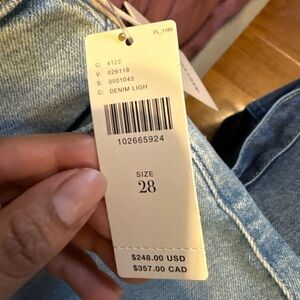 FL_1185
C: 4122
V: 026118
S: 0001043
C: DENIM LIGH
102665924
SIZE
28
$248.00 USD
$357.00 CAD